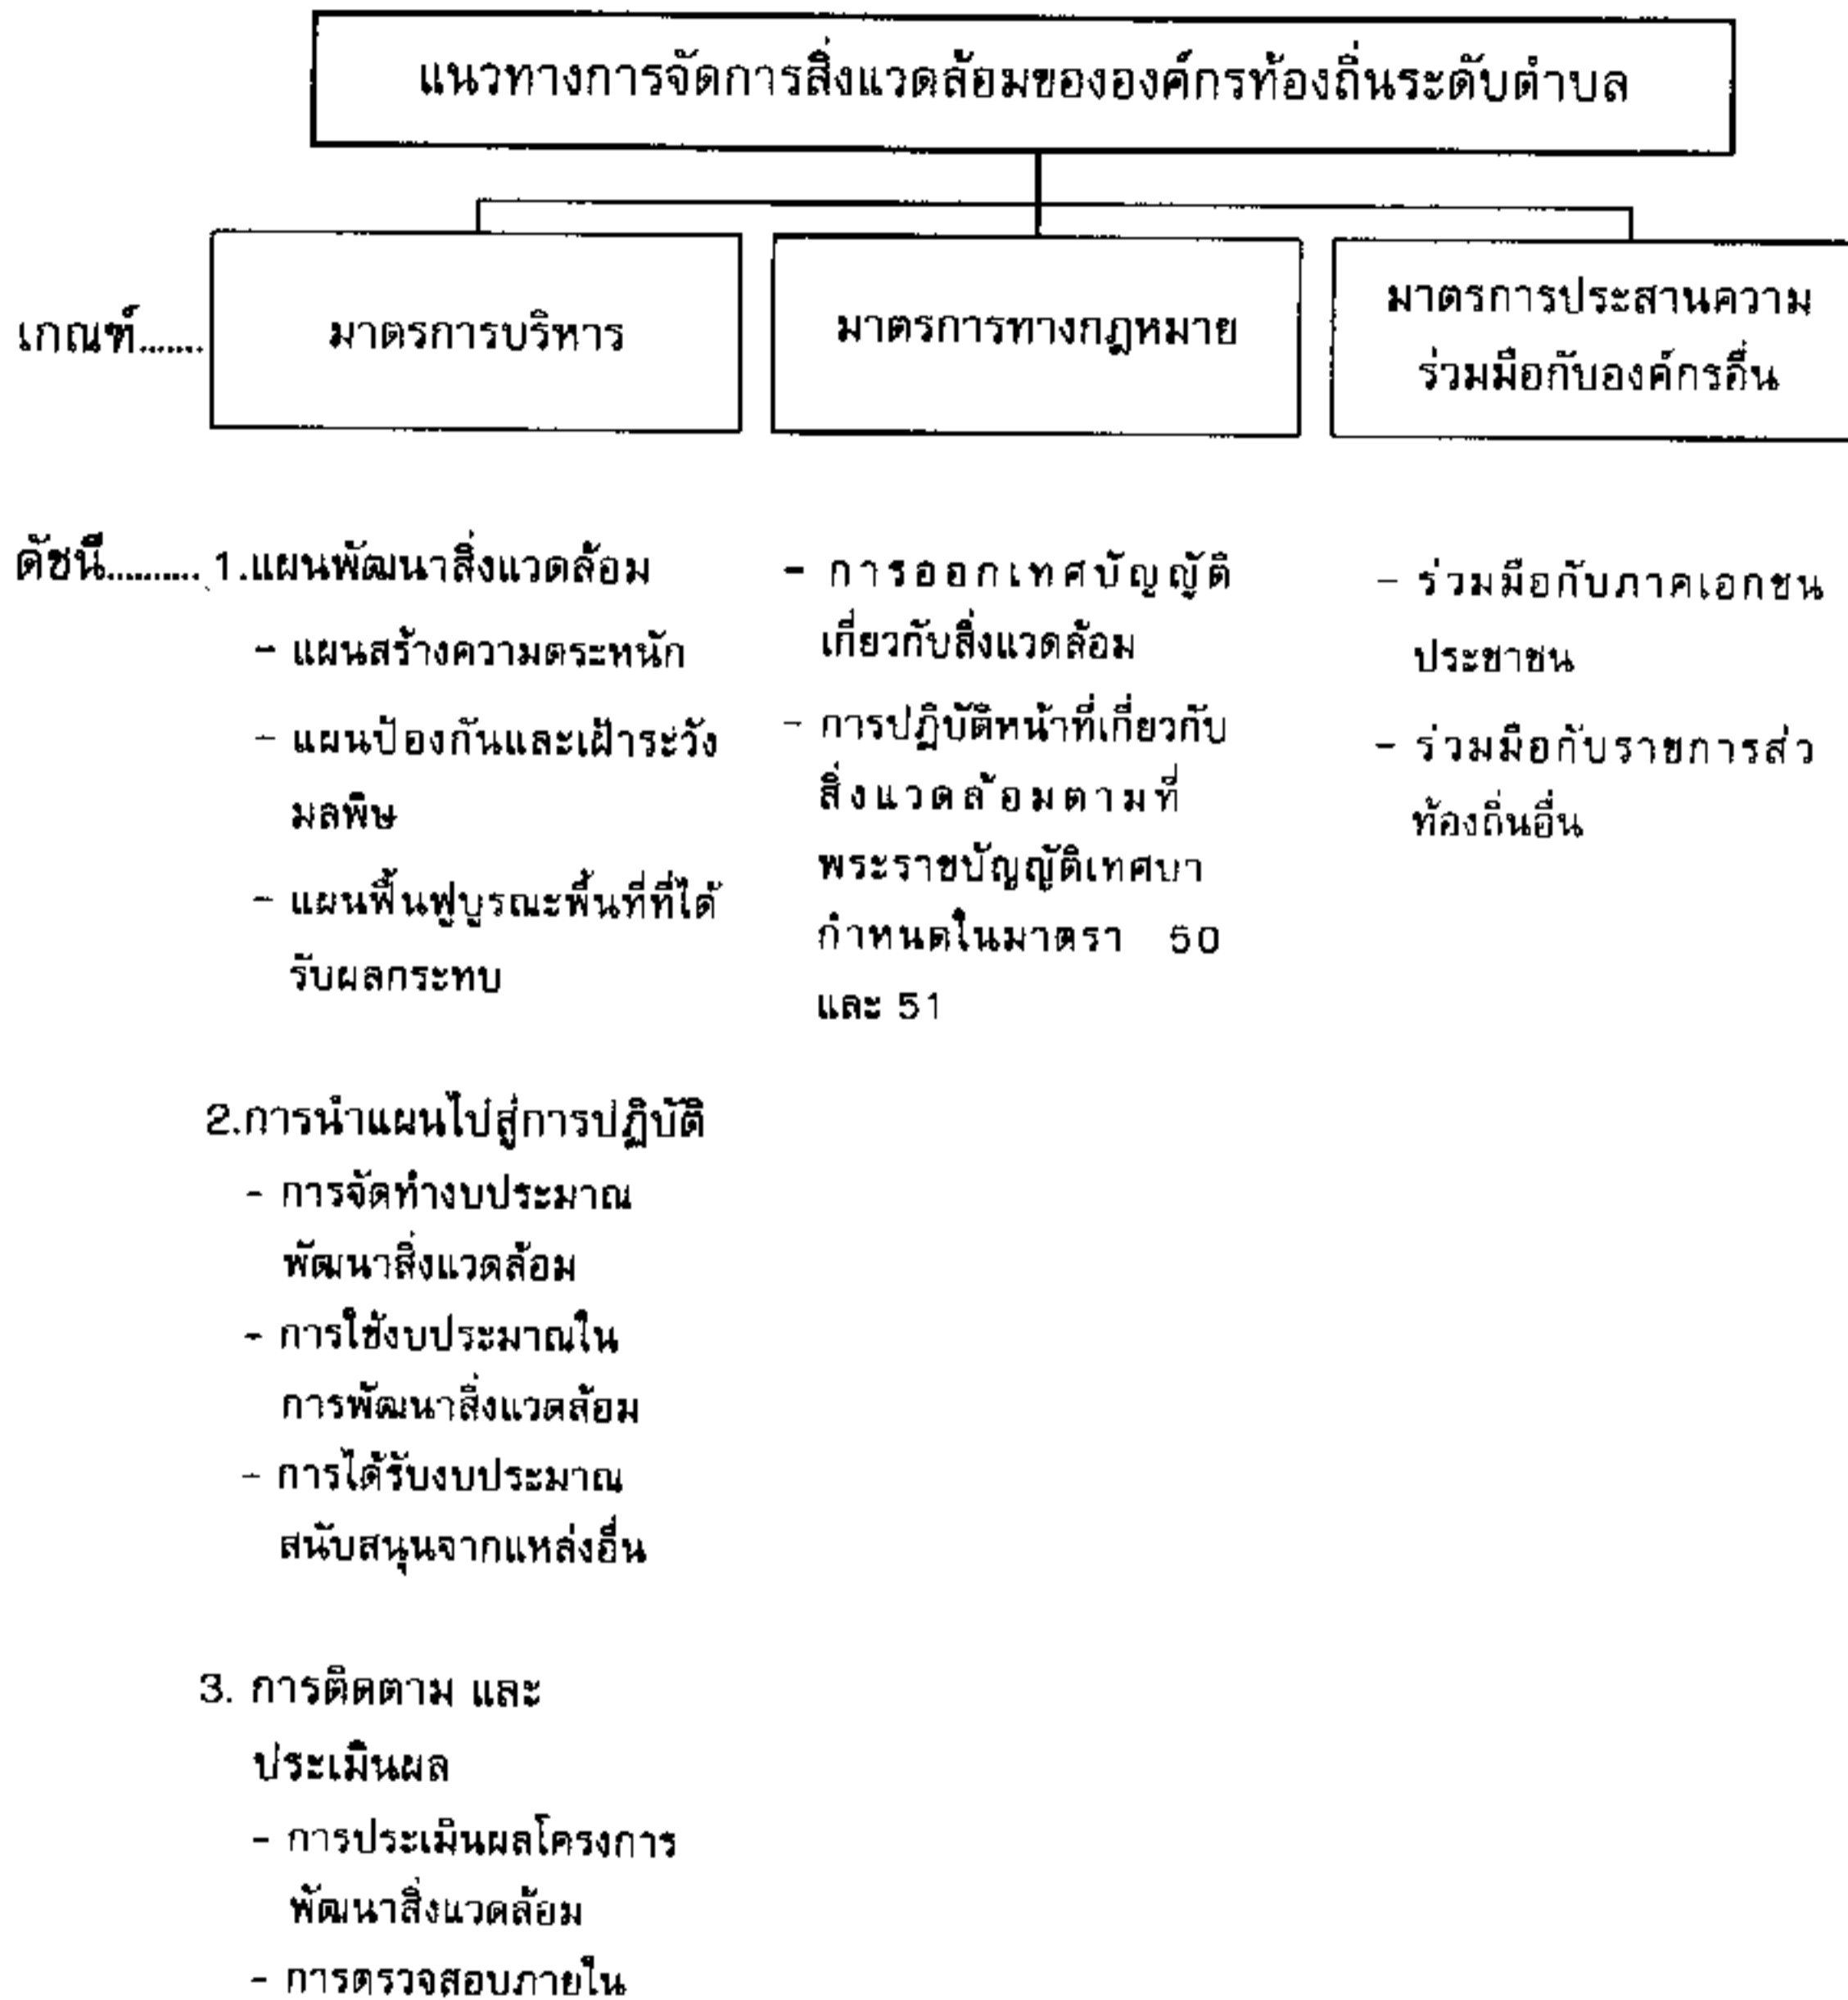 แนวทางการจัดการสิ่งแวดล้อมขององค์กรท้องถิ่นระดับตำบล
เกณฑ์.......
มาตรการบริหาร
มาตรการทางกฎหมาย
มาตรการประสานความ
ร่วมมือกับองค์กรอื่น
ดัชนี.......... 1.แผนพัฒนาสิ่งแวดล้อม
- แผนสร้างความตระหนัก
- แผนป้องกันและเฝ้าระวัง
มลพิษ
- แผนฟื้นฟูบูรณะพื้นที่ที่ได้
รับผลกระทบ
2.การนำแผนไปสู่การปฏิบัติ
- การจัดทำงบประมาณ
พัฒนาสิ่งแวดล้อม
- การใช้งบประมาณใน
การพัฒนาสิ่งแวดล้อม
- การได้รับงบประมาณ
สนับสนุนจากแหล่งอื่น
3. การติดตาม และ
ประเมินผล
- การประเมินผลโครงการ
พัฒนาสิ่งแวดล้อม
- การตรวจสอบภายใน
- การออกเทศบัญญัติ
เกี่ยวกับสิ่งแวดล้อม
- การปฏิบัติหน้าที่เกี่ยวกับ
สิ่งแวดล้อมตามที่
พระราชบัญญัติเทศบา
กำหนดในมาตรา 50
และ 51
- ร่วมมือกับภาคเอกชน
ประชาชน
- ร่วมมือกับราชการส่ว
ท้องถิ่นอื่น